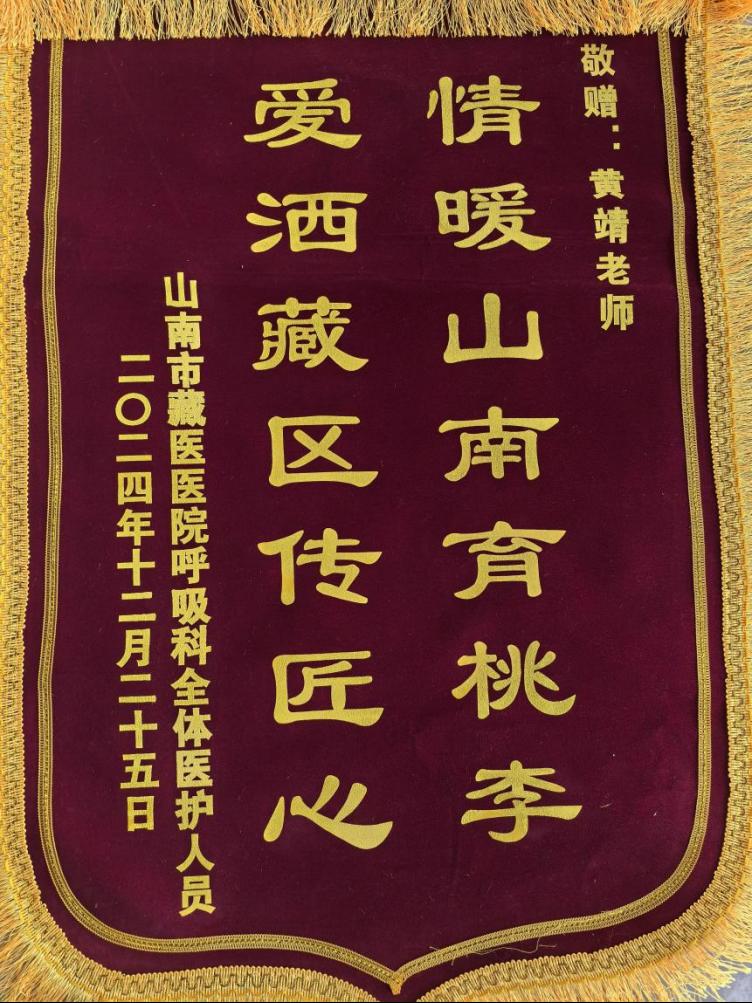 敬赠：黄靖老师
情暖山南育桃李
爱洒藏区传匠心
山南市藏医医院呼吸科全体医护人员
二〇二四年十二月二十五日